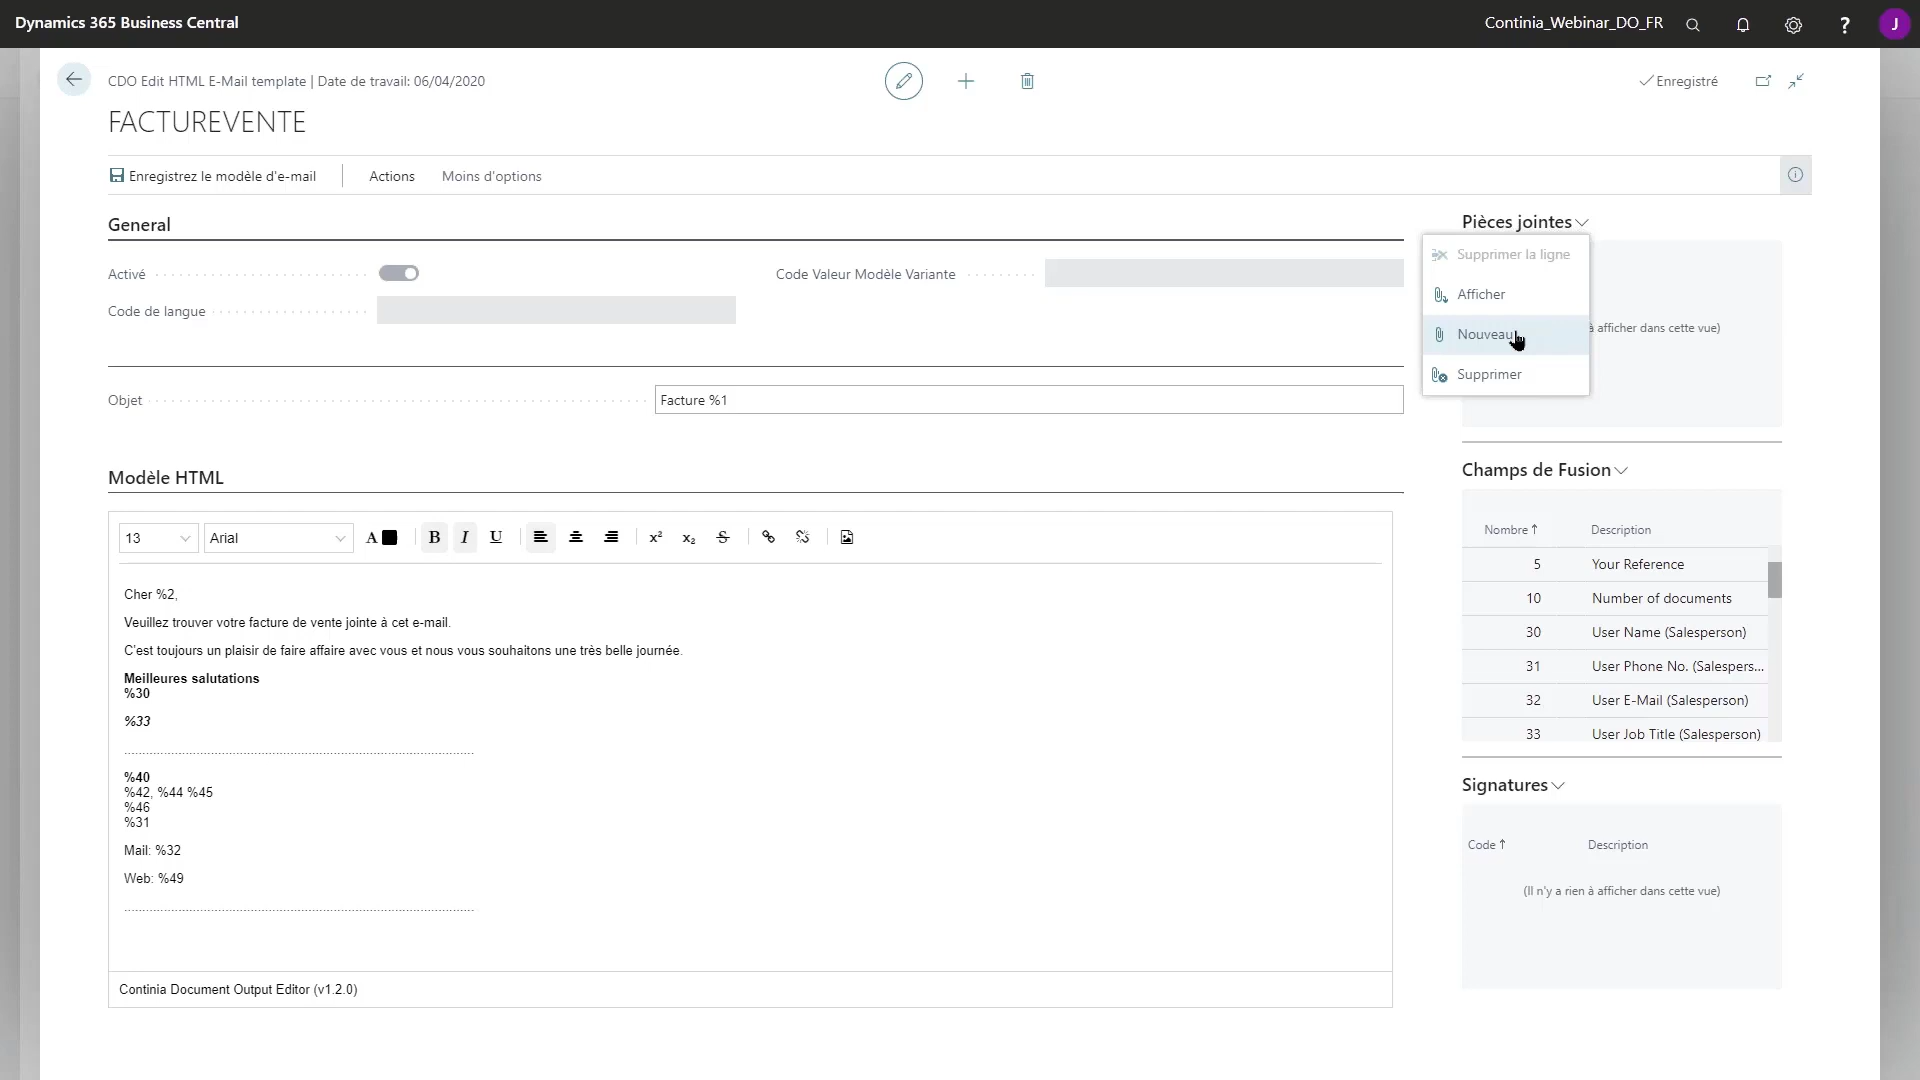 Dynamics 365 Business Central
Continia_Webinar_DO_FR
?
J
CDO Edit HTML E-Mail template | Date de travail: 06/04/2020
Enregistré
FACTUREVENTE
Enregistrez le modèle d'e-mail
Actions
Moins d'options
General
Activé
Code Valeur Modèle Variante
Code de langue
Objet
Facture %1
Modèle HTML
13
Arial
A
B
I
U
x²
x₂
S
Cher %2,
Veuillez trouver votre facture de vente jointe à cet e-mail.
C'est toujours un plaisir de faire affaire avec vous et nous vous souhaitons une très belle journée.
Meilleures salutations
%30
%33
%40
%42, %44 %45
%46
%31
Mail: %32
Web: %49
Continia Document Output Editor (v1.2.0)
Pièces jointes
Supprimer la ligne
Afficher
Nouveau
à afficher dans cette vue)
Supprimer
Champs de Fusion
Nombre ↑ Description
5 Your Reference
10 Number of documents
30 User Name (Salesperson)
31 User Phone No. (Salespers...
32 User E-Mail (Salesperson)
33 User Job Title (Salesperson)
Signatures
Code ↑ Description
(Il n'y a rien à afficher dans cette vue)